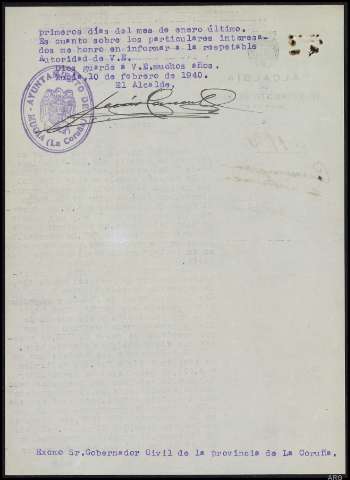 primeros días del mes de enero último.
Es cuanto sobre los particulares interesa-
dos me honro en informar a la respetable
Autoridad de V.E.
Dios guarde a V.E. muchos años.
10 de febrero de 1940.
El Alcalde,
AYUNTAMIENTO DE
(La Coruña)
Excmo Sr. Gobernador Civil de la provincia de La Coruña.